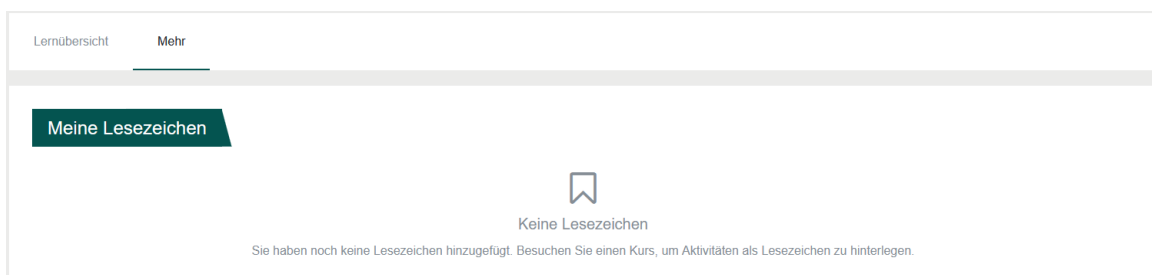 Lernübersicht Mehr
Meine Lesezeichen
Keine Lesezeichen
Sie haben noch keine Lesezeichen hinzugefügt. Besuchen Sie einen Kurs, um Aktivitäten als Lesezeichen zu hinterlegen.